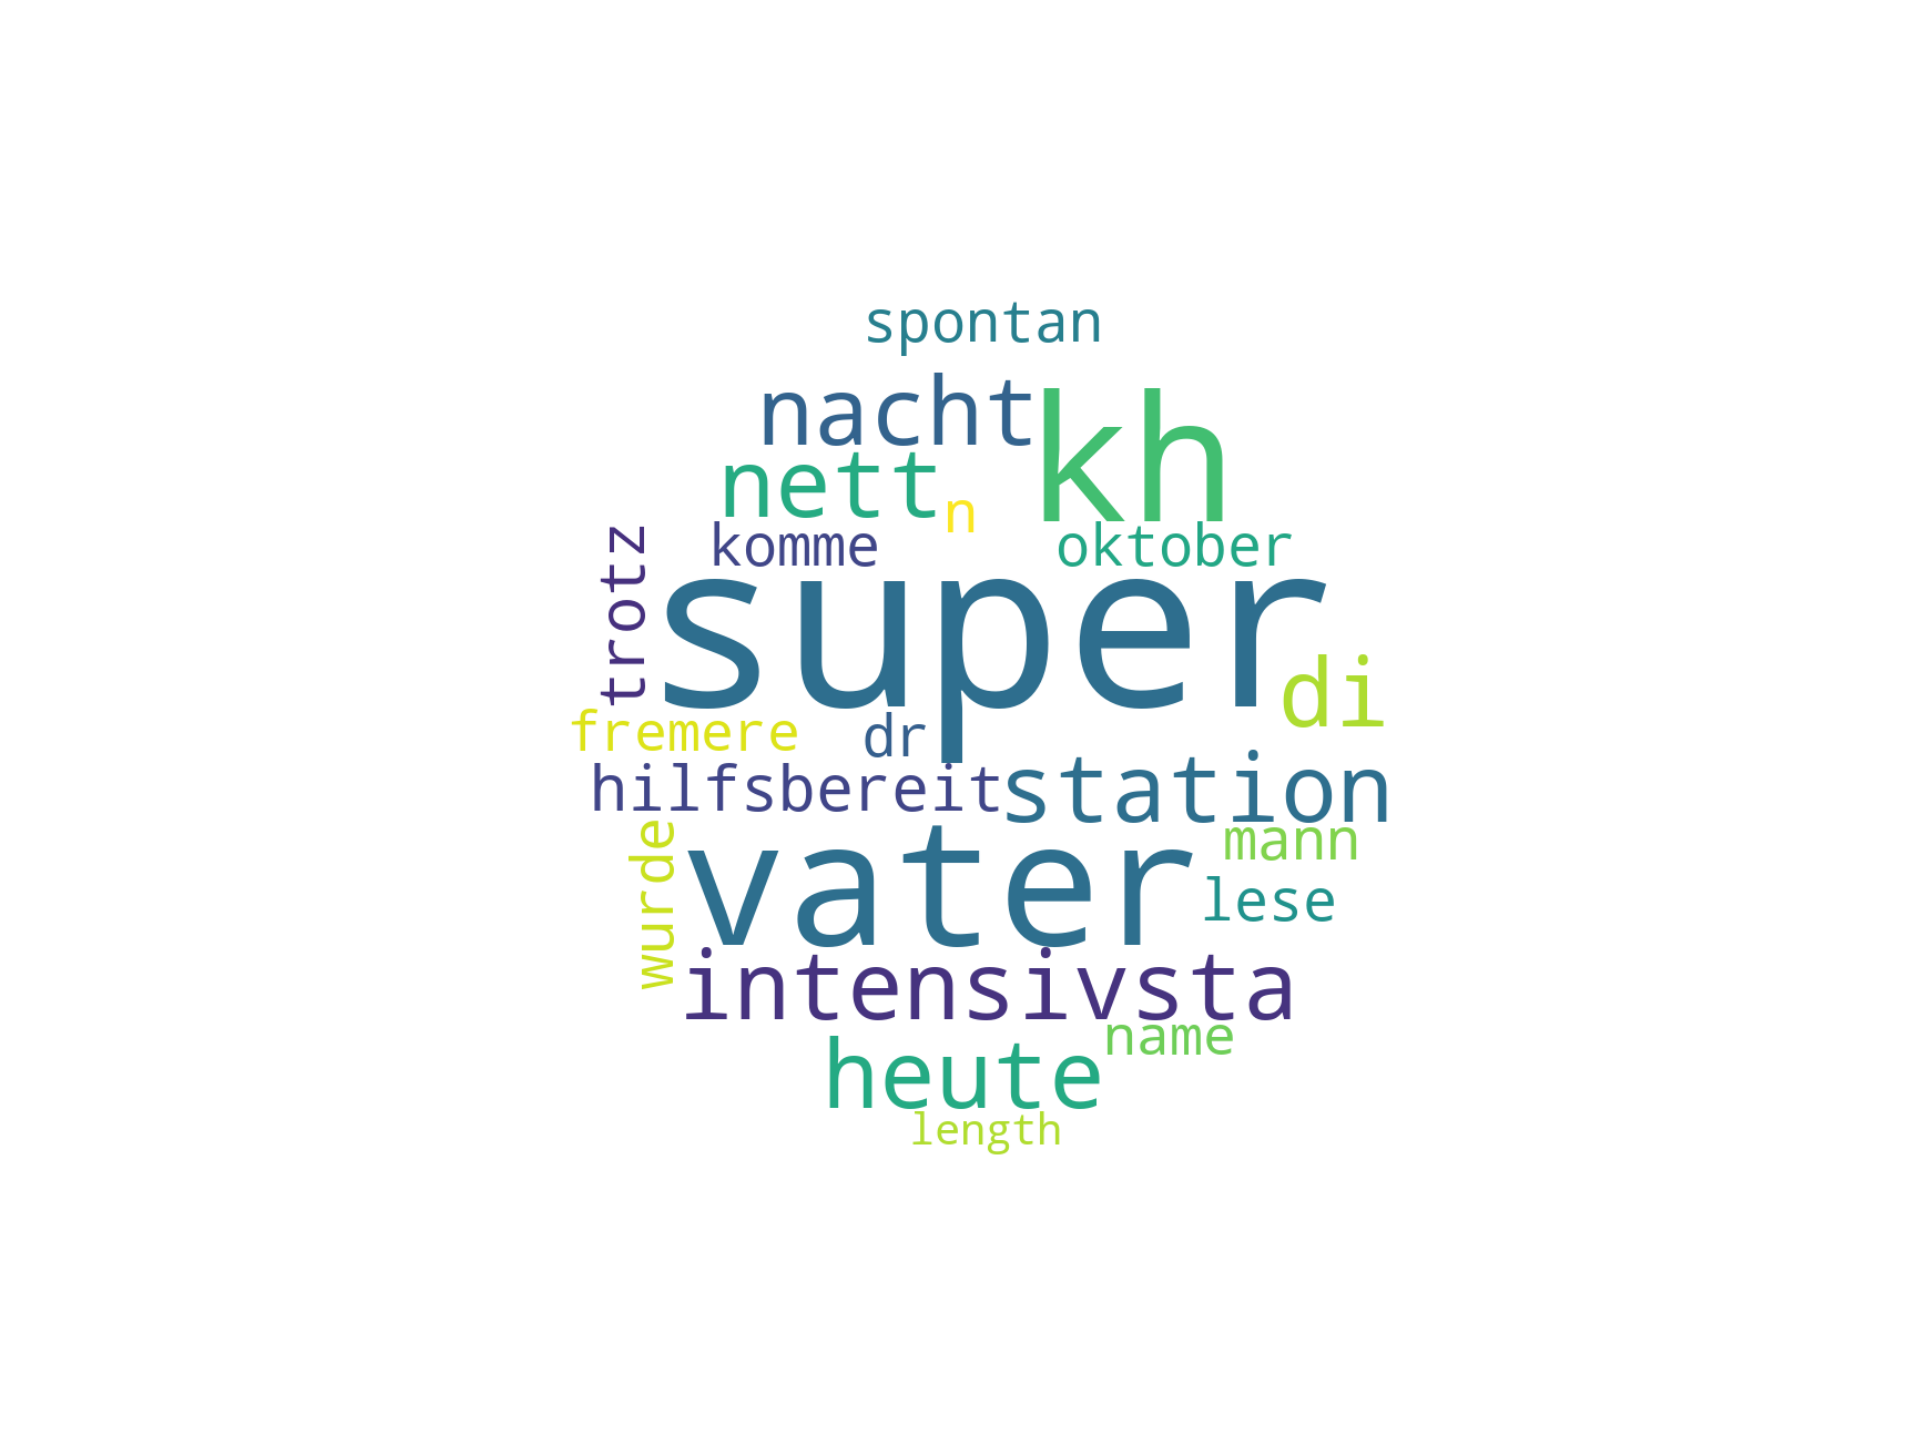 spontan
nacht
kh
nett
n
komme
oktober
trotz
super
di
fremere
dr
hilfsbereit
station
wurde
vater
mann
lese
intensivsta
name
heute
length